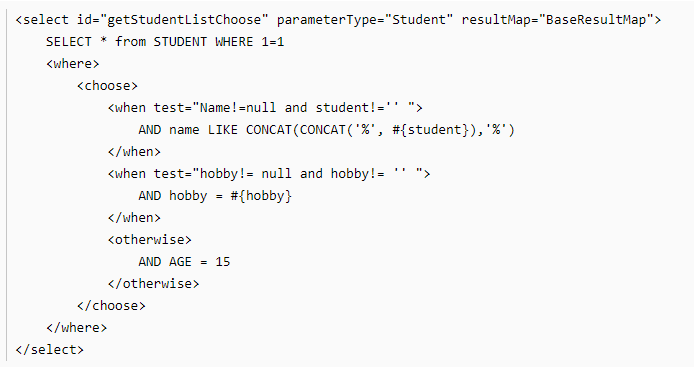 <select id="getStudentListChoose" parameterType="Student" resultMap="BaseResultMap">
    SELECT * from STUDENT WHERE 1=1
    <where>
        <choose>
            <when test="Name!=null and student!='' ">
                AND name LIKE CONCAT(CONCAT('%', #{student}),'%')
            </when>
            <when test="hobby!= null and hobby!= '' ">
                AND hobby = #{hobby}
            </when>
            <otherwise>
                AND AGE = 15
            </otherwise>
        </choose>
    </where>
</select>